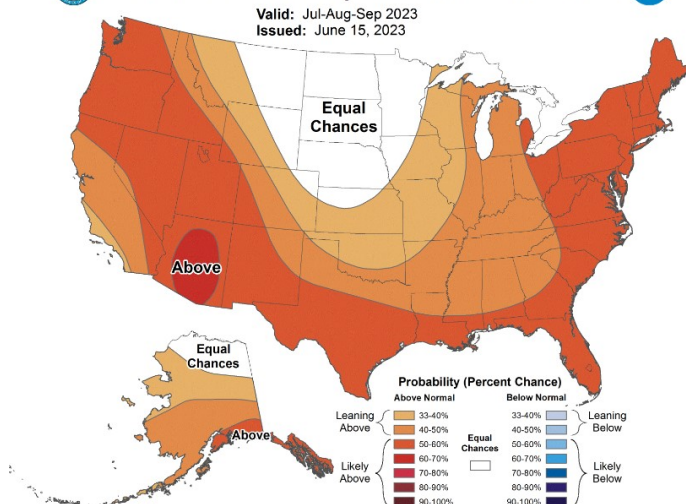 Valid: Jul-Aug-Sep 2023
Issued: June 15, 2023
Equal
Chances
Above
Equal
Chances
Above
Probability (Percent Chance)
Above Normal
Below Normal
Leaning
Above
33-40%
40-50%
Likely
Above
50-60%
60-70%
70-80%
80-90%
90-100%
Equal
Chances
33-40%
40-50%
Leaning
Below
50-60%
60-70%
70-80%
80-90%
90-100%
Likely
Below